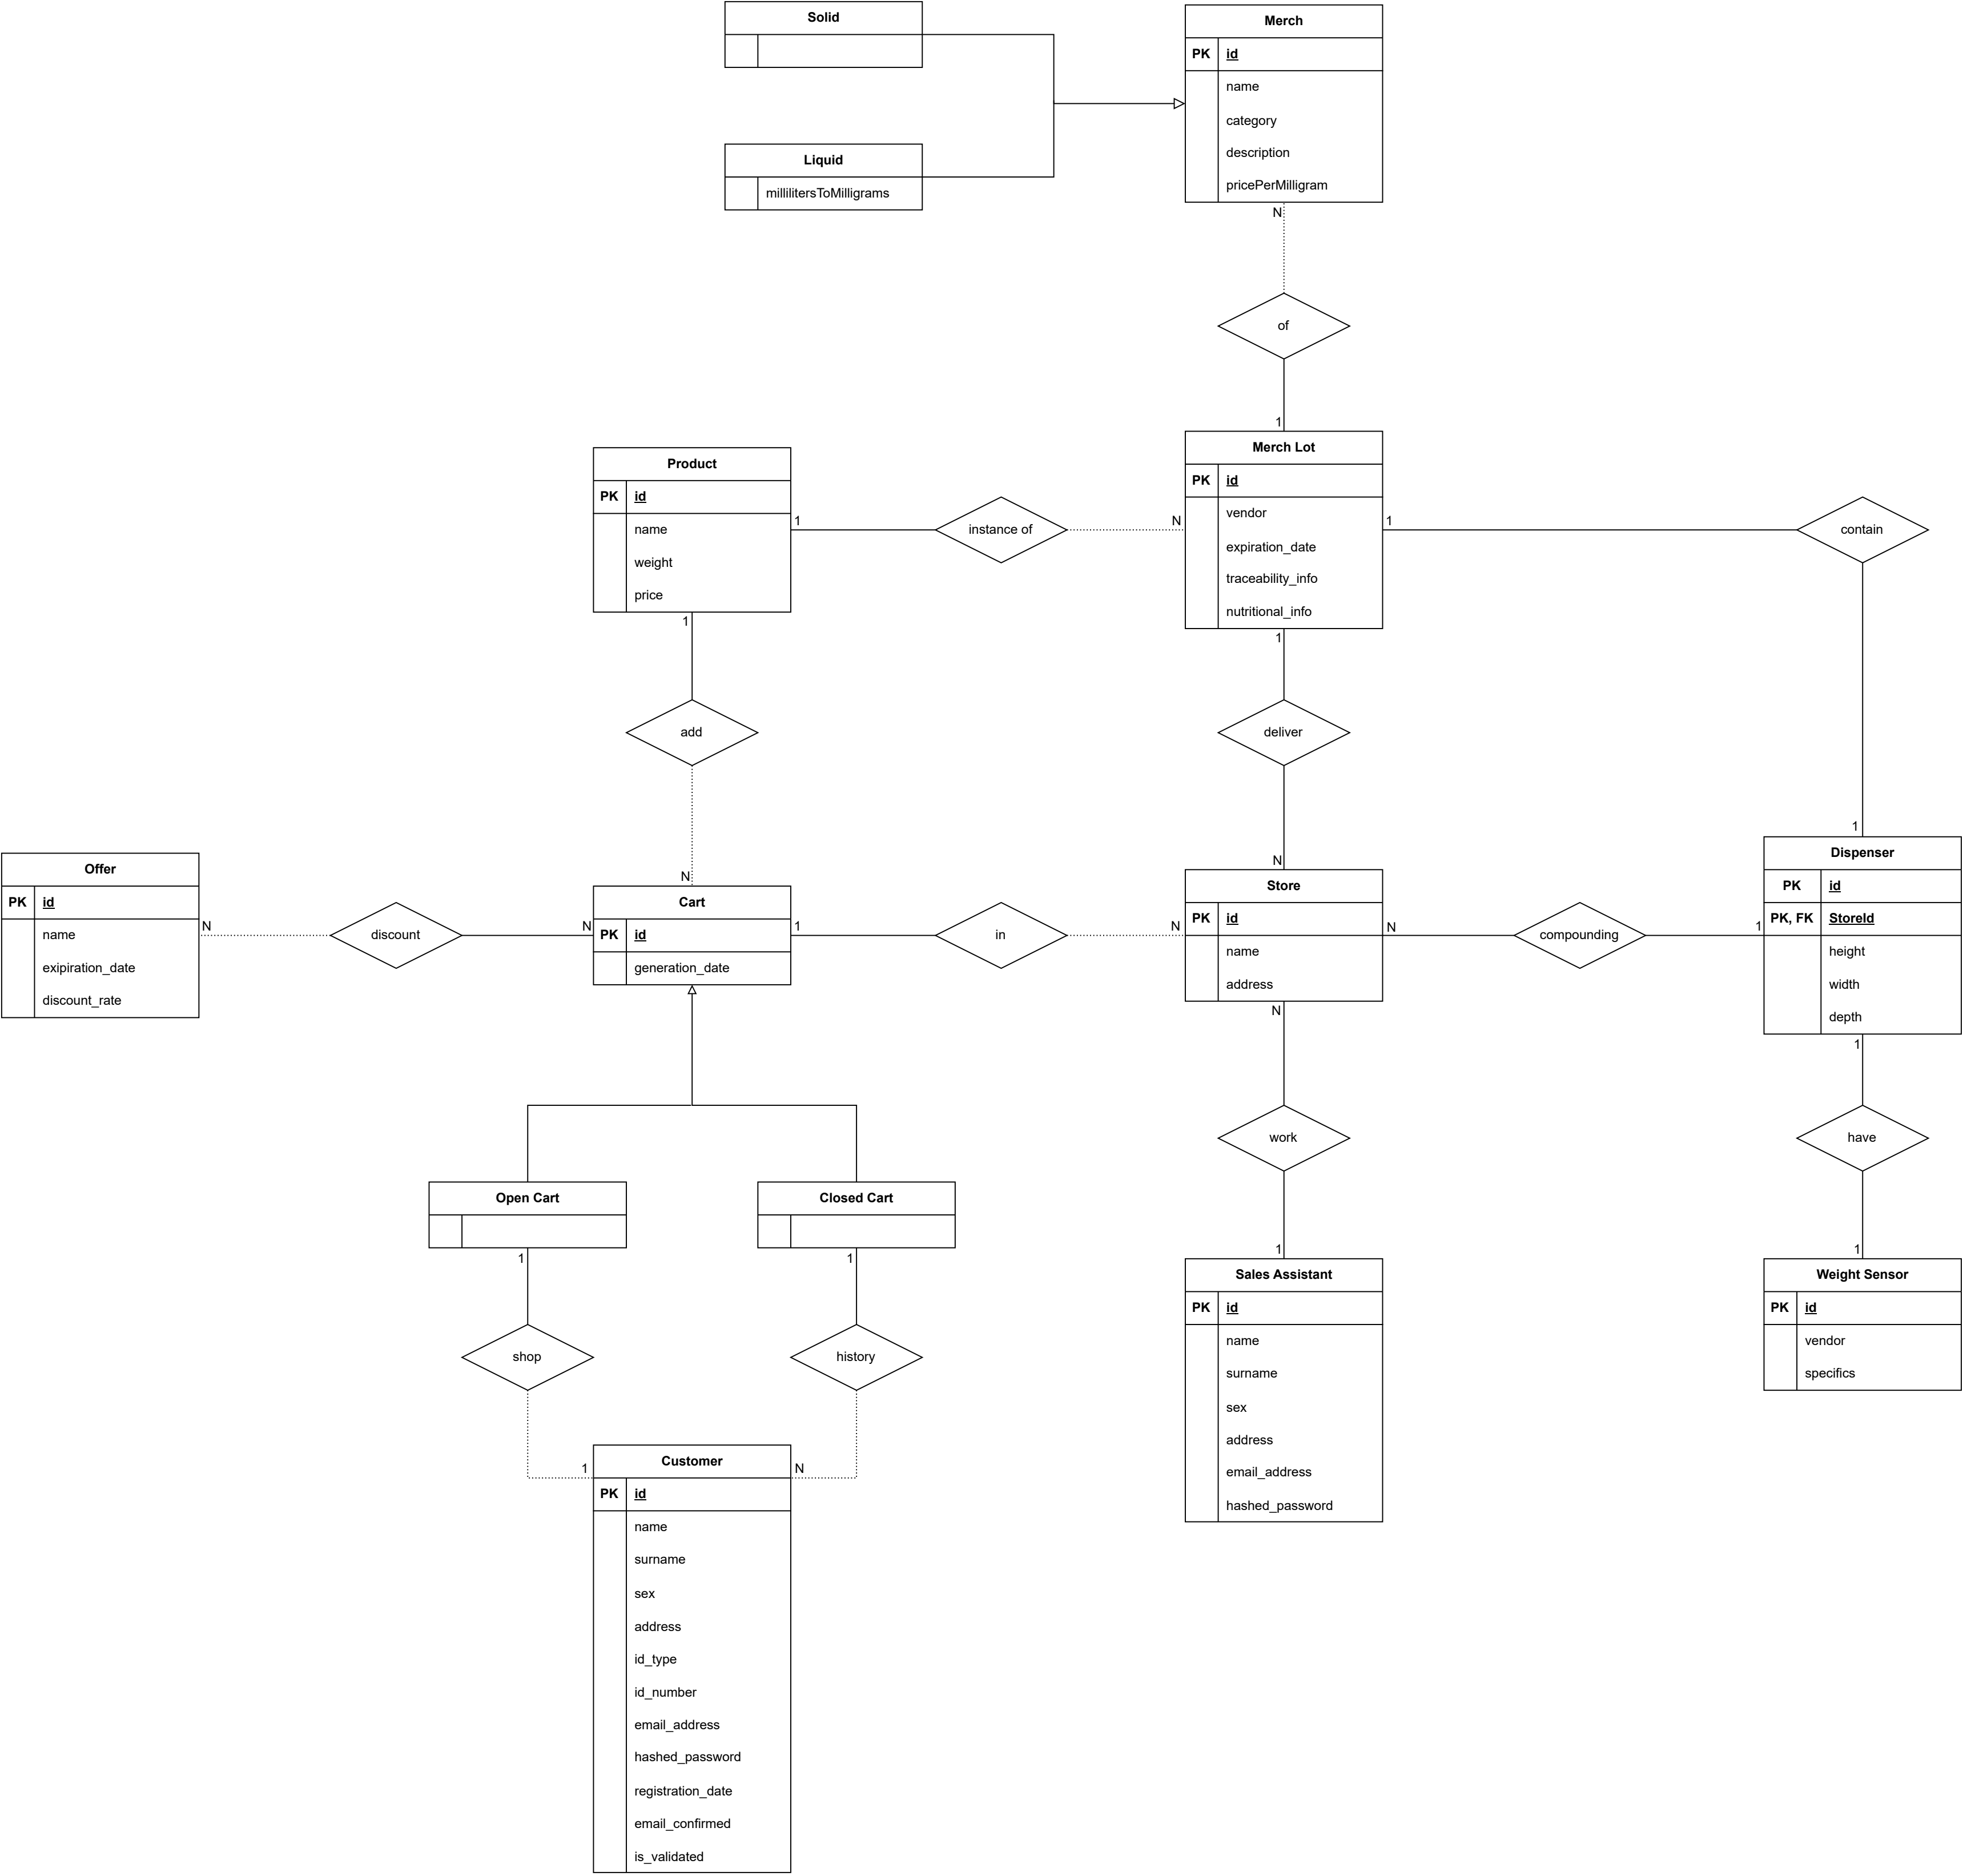 Solid
Merch
PK id
name
category
description
pricePerMilligram
Liquid
millilitersToMilligrams
N
of
1
Merch Lot
PK id
vendor
expiration_date
traceability_info
nutritional_info
Product
PK id
name
weight
price
1
instance of
N
1
contain
1
1
add
N
1
deliver
N
Offer
PK id
name
exipiration_date
discount_rate
N
discount
N
Cart
PK id
generation_date
1
in
N
Store
PK id
name
address
N
compounding
1
Dispenser
PK id
PK, FK StoreId
height
width
depth
N
work
1
1
have
1
Open Cart
Closed Cart
1
shop
1
1
history
N
Sales Assistant
PK id
name
surname
sex
address
email_address
hashed_password
Weight Sensor
PK id
vendor
specifics
Customer
PK id
name
surname
sex
address
id_type
id_number
email_address
hashed_password
registration_date
email_confirmed
is_validated